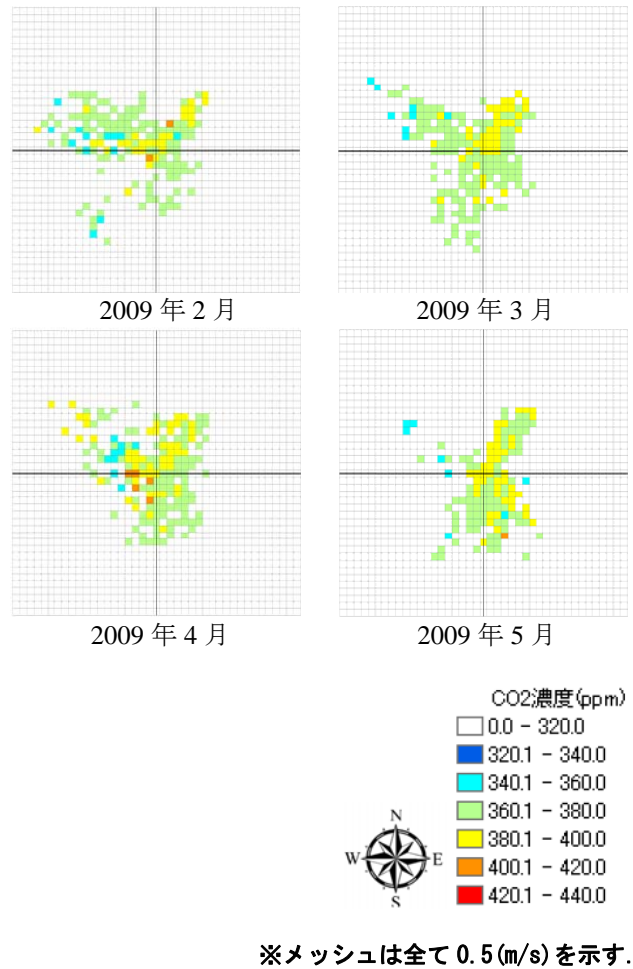 2009 年 2 月
2009 年 3 月
2009 年 4 月
2009 年 5 月
CO2濃度(ppm)
0.0 - 320.0
320.1 - 340.0
340.1 - 360.0
360.1 - 380.0
380.1 - 400.0
400.1 - 420.0
420.1 - 440.0
N
W E
S
※メッシュは全て 0.5(m/s)を示す.